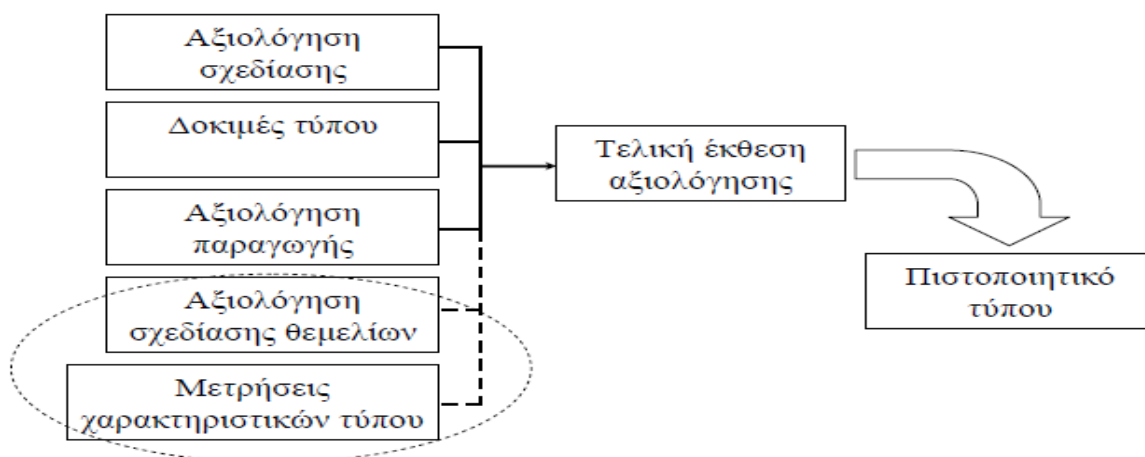 Αξιολόγηση
σχεδίασης
Δοκιμές τύπου
Αξιολόγηση
παραγωγής
Αξιολόγηση
σχεδίασης θεμελίων
Μετρήσεις
χαρακτηριστικών τύπου
Τελική έκθεση
αξιολόγησης
Πιστοποιητικό
τύπου